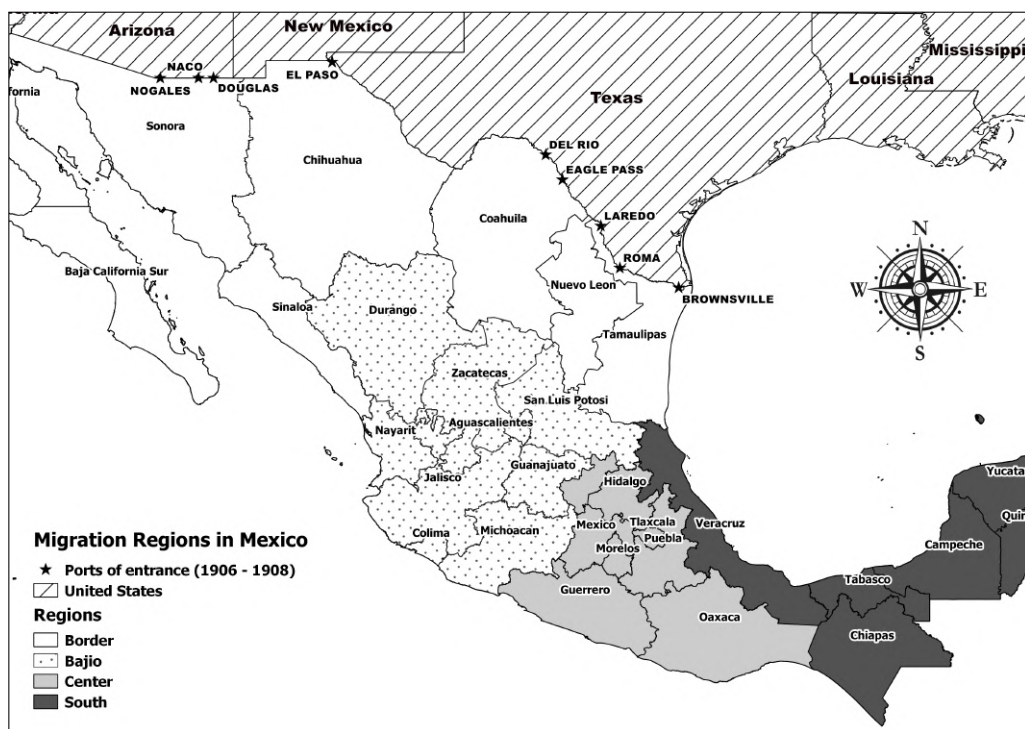 Arizona
New Mexico
Mississippi
Louisiana
Texas
NACO
NOGALES
DOUGLAS
EL PASO
fornia
Sonora
Chihuahua
DEL RIO
EAGLE PASS
Coahuila
LAREDO
ROMA
Nuevo Leon
BROWNSVILLE
Baja California Sur
Sinaloa
Durango
Tamaulipas
N
W
E
S
Zacatecas
San Luis Potosi
Nayarit
Aguascalientes
Jalisco
Guanajuato
Hidalgo
Yucata
Quir
Colima
Michoacan
Mexico
Tlaxcala
Puebla
Morelos
Veracruz
Campeche
Tabasco
Guerrero
Oaxaca
Chiapas
Migration Regions in Mexico
Ports of entrance (1906 - 1908)
United States
Regions
Border
Bajio
Center
South